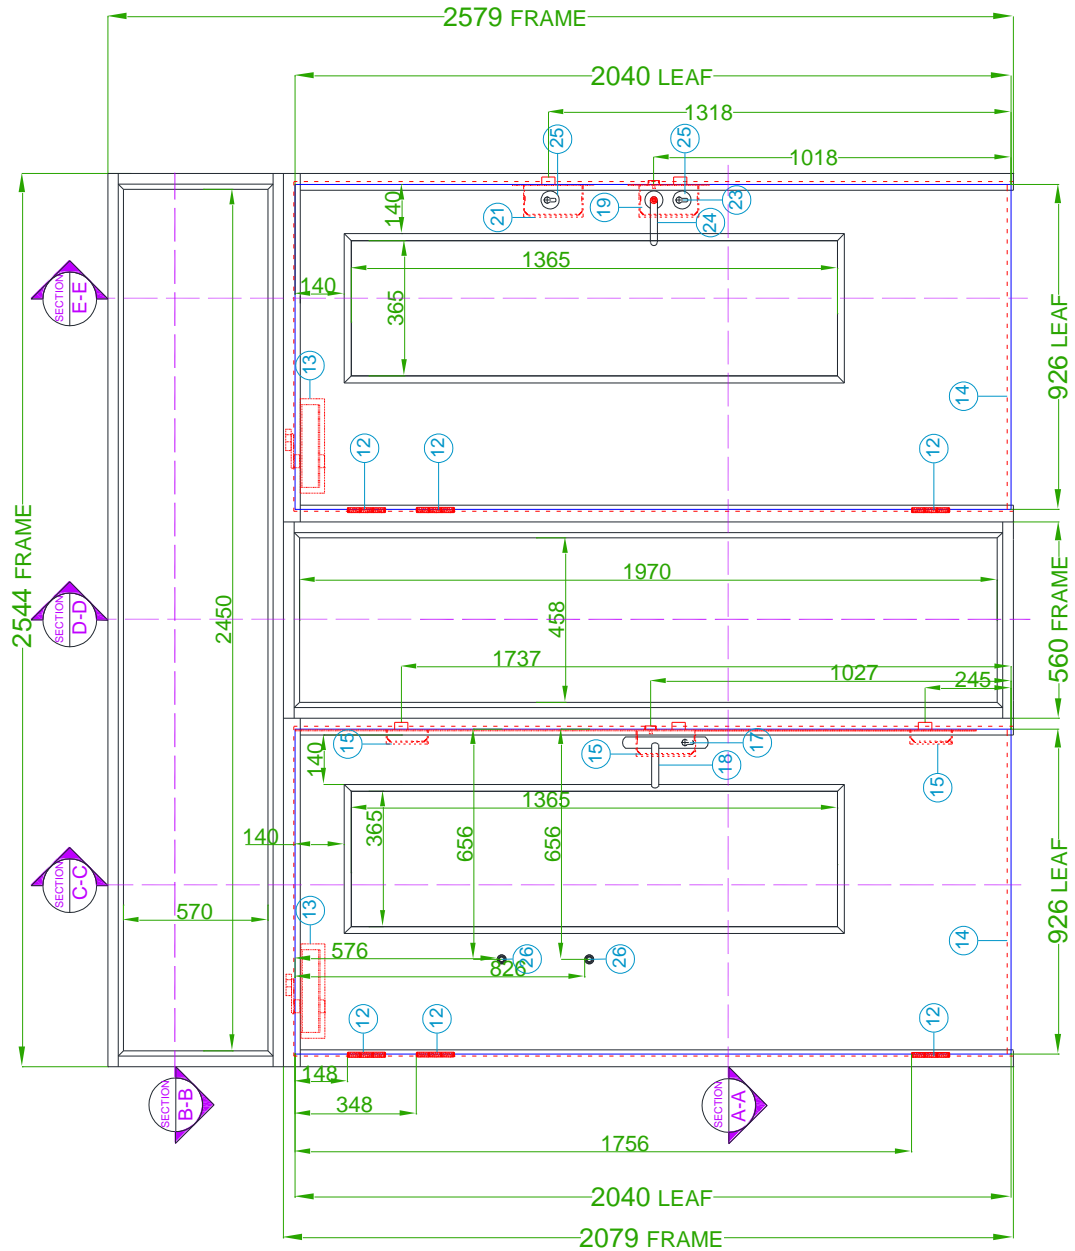 2579 FRAME
2040 LEAF
1318
1018
25
25
140
21
19
24
23
1365
140
365
SECTION
E-E
13
14
926 LEAF
12
12
12
2544 FRAME
2450
1970
458
SECTION
D-D
560 FRAME
1737
1027
245
15
15
17
18
15
140
1365
140
365
656
656
SECTION
C-C
926 LEAF
570
13
14
576
826
26
26
12
12
12
148
348
SECTION
B-B
SECTION
A-A
1756
2040 LEAF
2079 FRAME